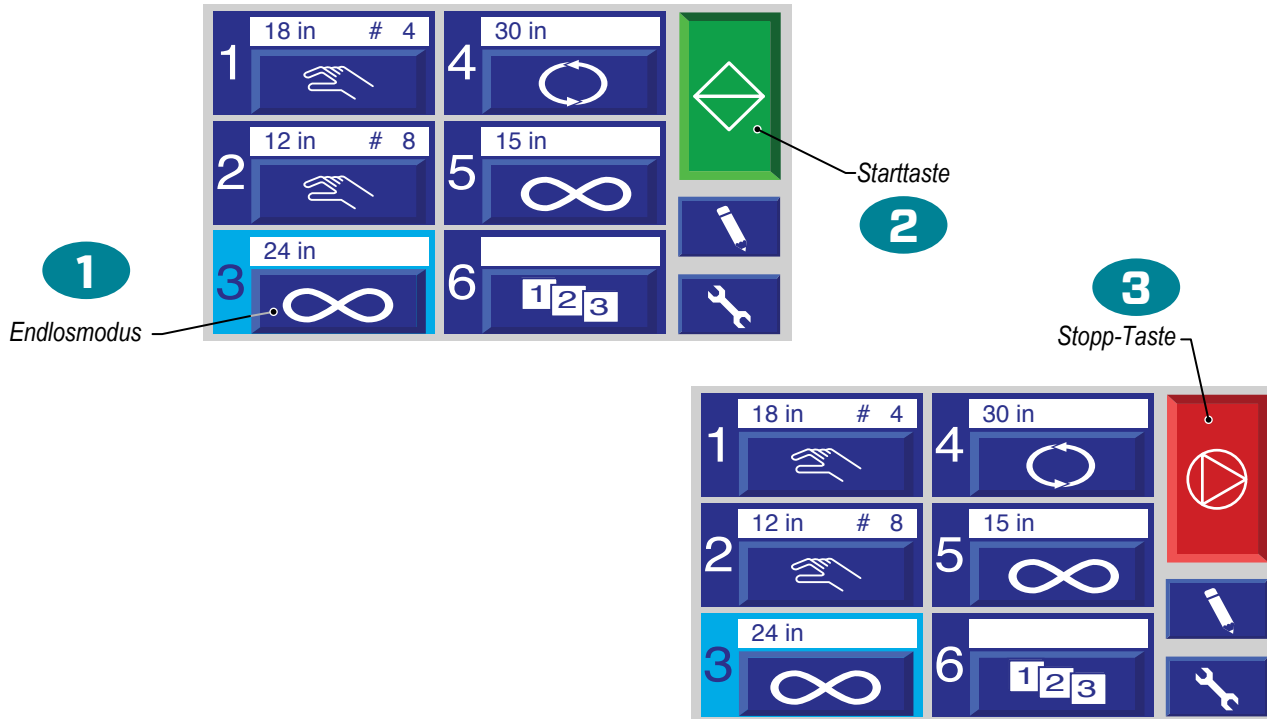 18 in # 4
1
30 in
4
12 in # 8
2
15 in
5
24 in
3
6
1 2 3
Starttaste
2
1
Endlosmodus
3
Stopp-Taste
18 in # 4
1
30 in
4
12 in # 8
2
15 in
5
24 in
3
6
1 2 3